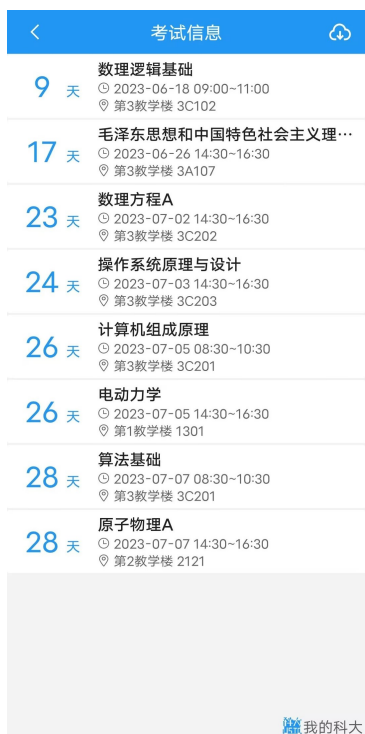 考试信息
9 天
数理逻辑基础
2023-06-18 09:00~11:00
第3教学楼 3C102
17 天
毛泽东思想和中国特色社会主义理…
2023-06-26 14:30~16:30
第3教学楼 3A107
23 天
数理方程A
2023-07-02 14:30~16:30
第3教学楼 3C202
24 天
操作系统原理与设计
2023-07-03 14:30~16:30
第3教学楼 3C203
26 天
计算机组成原理
2023-07-05 08:30~10:30
第3教学楼 3C201
26 天
电动力学
2023-07-05 14:30~16:30
第1教学楼 1301
28 天
算法基础
2023-07-07 08:30~10:30
第3教学楼 3C201
28 天
原子物理A
2023-07-07 14:30~16:30
第2教学楼 2121
我的科大